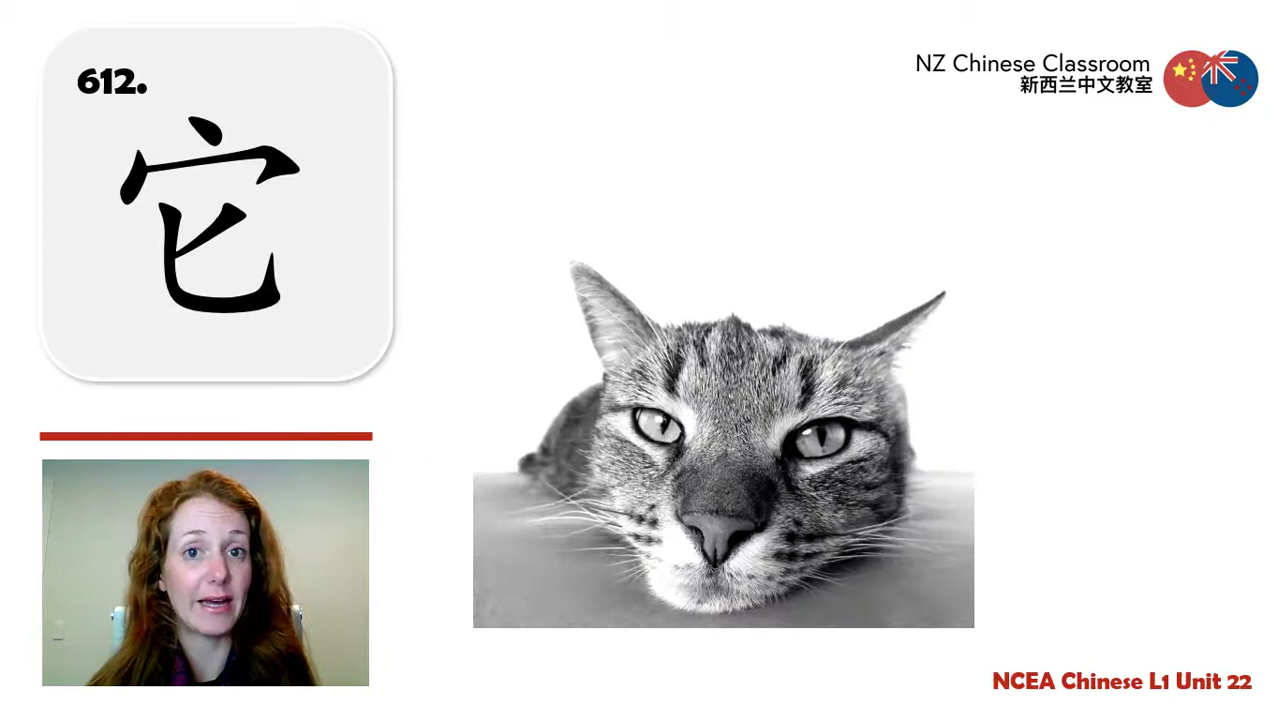 612.
它
NZ Chinese Classroom
新西兰中文教室
NCEA Chinese L1 Unit 22